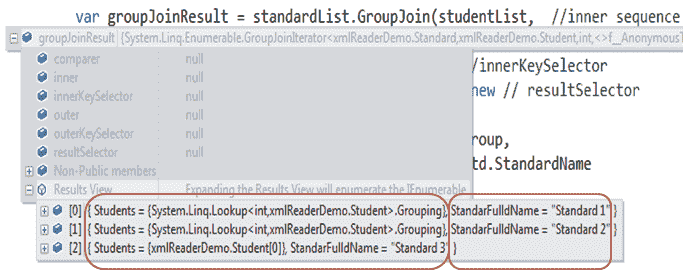 var groupJoinResult = standardList.GroupJoin(studentList,  //inner sequence
groupJoinResult {System.Linq.Enumerable.GroupJoinIterator<xmlReaderDemo.Standard,xmlReaderDemo.Student,int,<>f__AnonymousT
comparer null //innerKeySelector
inner null
innerKeySelector null new // resultSelector
outer null
outerKeySelector null roup,
resultSelector null td.StandardName
Non-Public members
Results View Expanding the Results View will enumerate the IEnumerable
[0] { Students = {System.Linq.Lookup<int,xmlReaderDemo.Student>.Grouping}, StandarFulldName = "Standard 1" }
[1] { Students = {System.Linq.Lookup<int,xmlReaderDemo.Student>.Grouping}, StandarFulldName = "Standard 2" }
[2] { Students = {xmlReaderDemo.Student[0]}, StandarFulldName = "Standard 3" }